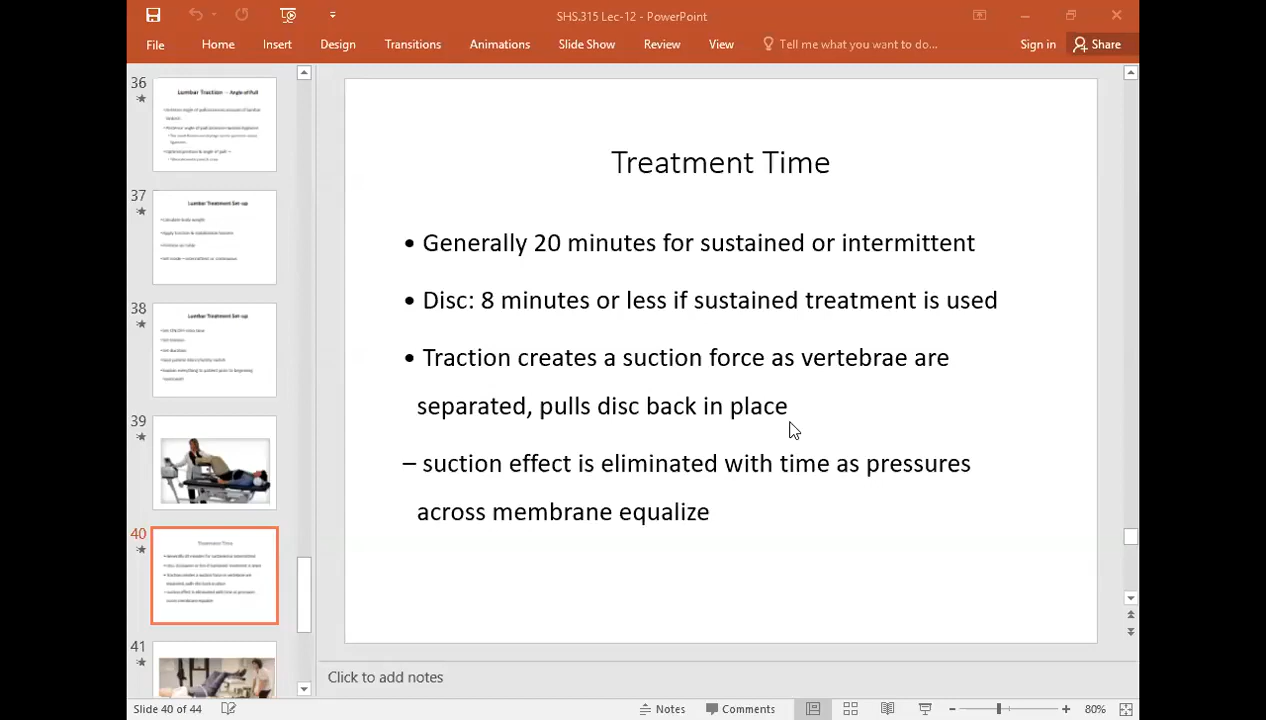 SHS.315 Lec-12 - PowerPoint
File Home Insert Design Transitions Animations Slide Show Review View Tell me what you want to do... Sign in Share
36
Lumbar Traction – Angle of Pull
37
Lumbar Treatment Set-up
38
Lumbar Treatment Set-up
39
40
Treatment Time
41
Treatment Time
• Generally 20 minutes for sustained or intermittent
• Disc: 8 minutes or less if sustained treatment is used
• Traction creates a suction force as vertebrae are
separated, pulls disc back in place
– suction effect is eliminated with time as pressures
across membrane equalize
Click to add notes
Slide 40 of 44 Notes Comments 80%